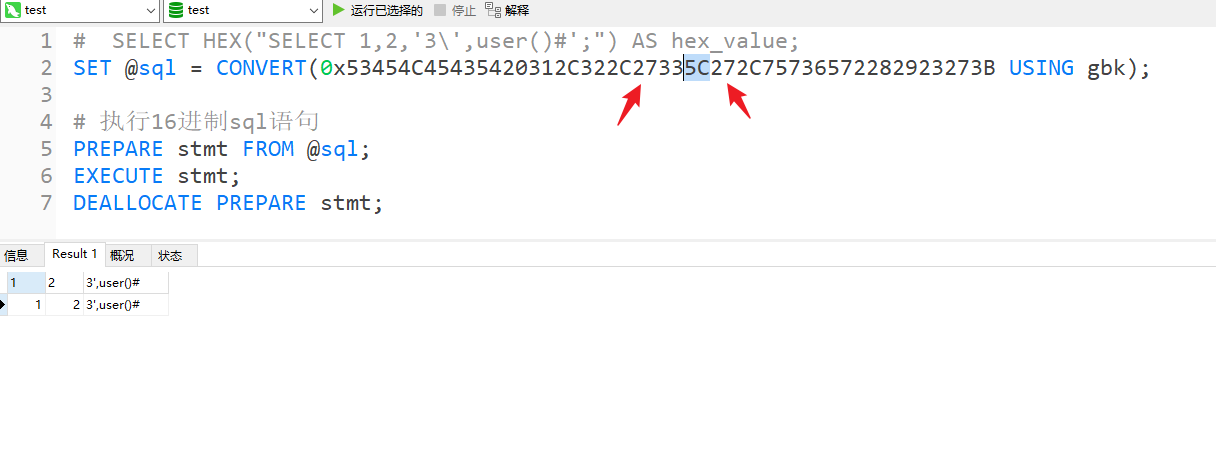 test test 运行已选择的 停止 解释
1 #  SELECT HEX("SELECT 1,2,'3\',user()#';") AS hex_value;
2 SET @sql = CONVERT(0x53454C45435420312C322C27335C272C75736572282923273B USING gbk);
3
4 # 执行16进制sql语句
5 PREPARE stmt FROM @sql;
6 EXECUTE stmt;
7 DEALLOCATE PREPARE stmt;
信息 Result 1 概况 状态
1 2 3',user()#
1 2 3',user()#